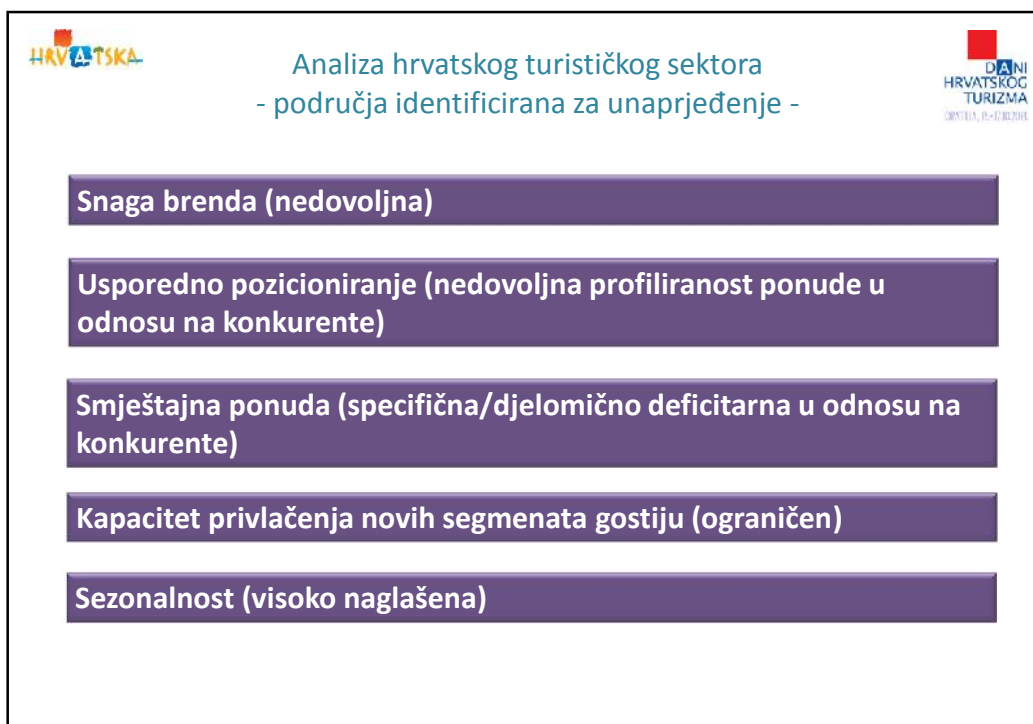 HRVATSKA
Analiza hrvatskog turističkog sektora
- područja identificirana za unaprjeđenje -
DANI
HRVATSKOG
TURIZMA
Snaga brenda (nedovoljna)
Usporedno pozicioniranje (nedovoljna profiliranost ponude u
odnosu na konkurente)
Smještajna ponuda (specifična/djelomično deficitarna u odnosu na
konkurente)
Kapacitet privlačenja novih segmenata gostiju (ograničen)
Sezonalnost (visoko naglašena)